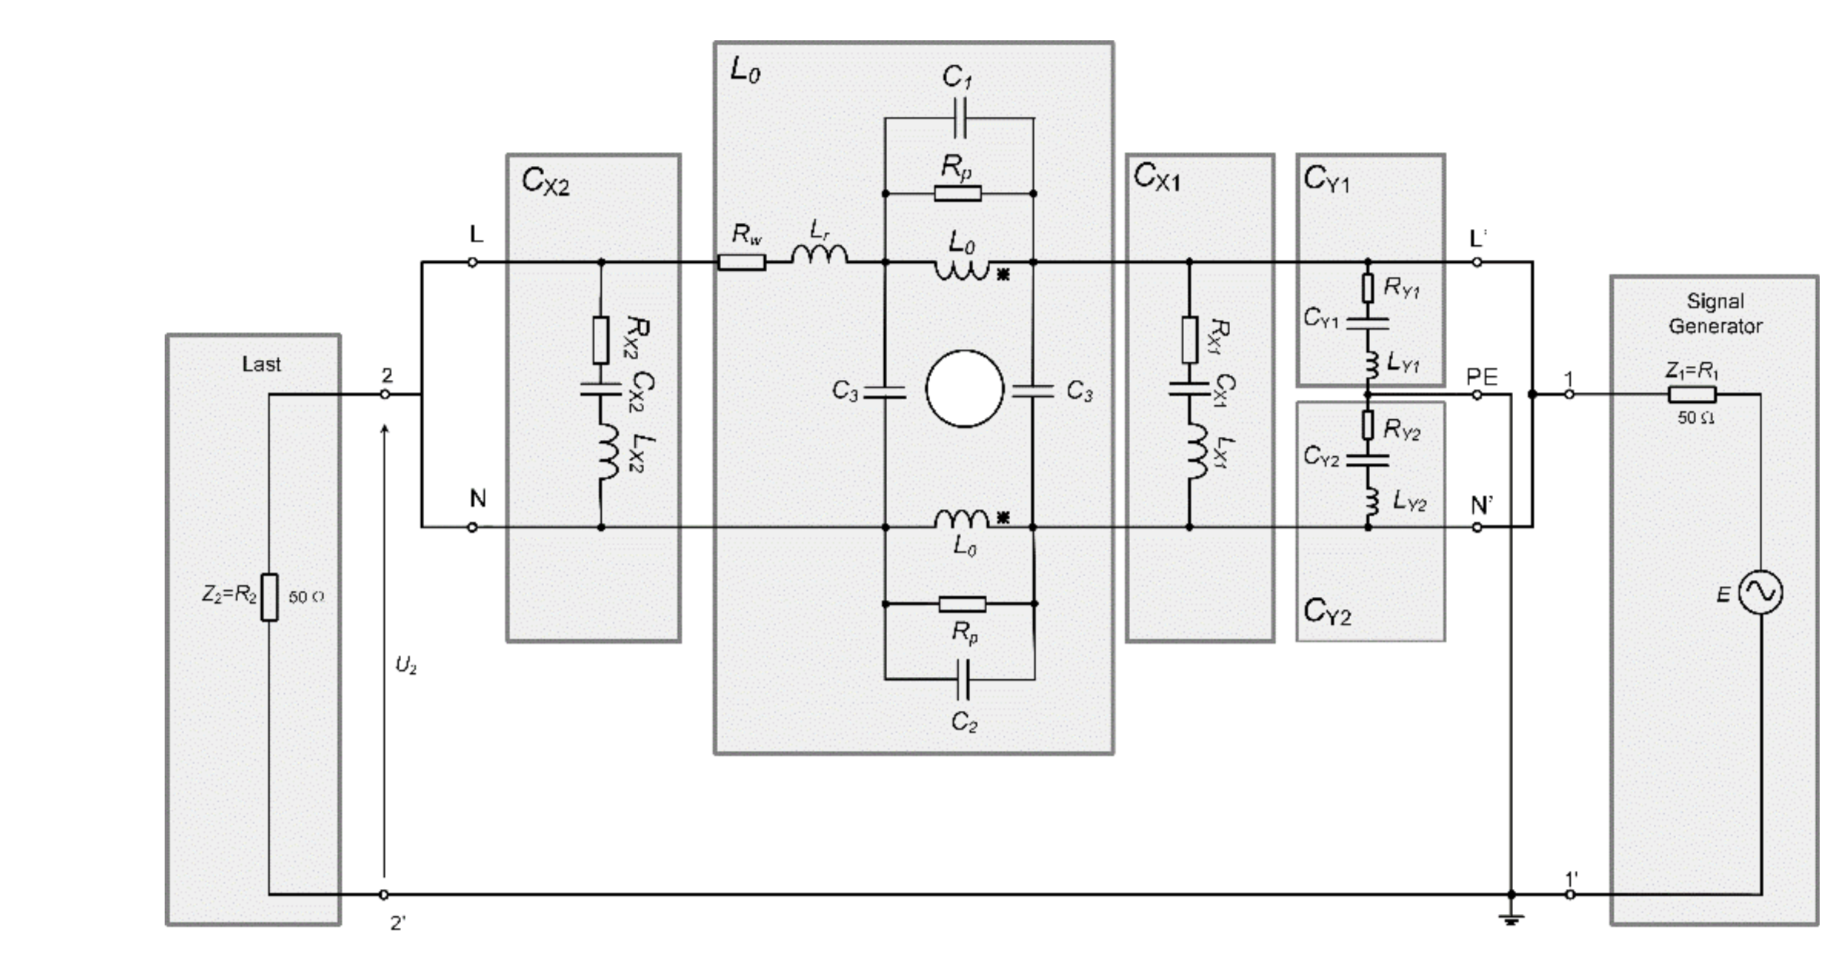 L0
C1
CX2
Rp
CX1
CY1
L
Rw
Lr
L0
*
L'
RY1
Signal
Generator
RX2
CX2
LX2
C3
C3
RX1
CX1
LX1
CY1
LY1
Last
2
PE
1
Z1=R1
50 Ω
RY2
CY2
LY2
N
*
L0
N'
Z2=R2
50 Ω
E
CY2
Rp
U2
C2
1'
2'